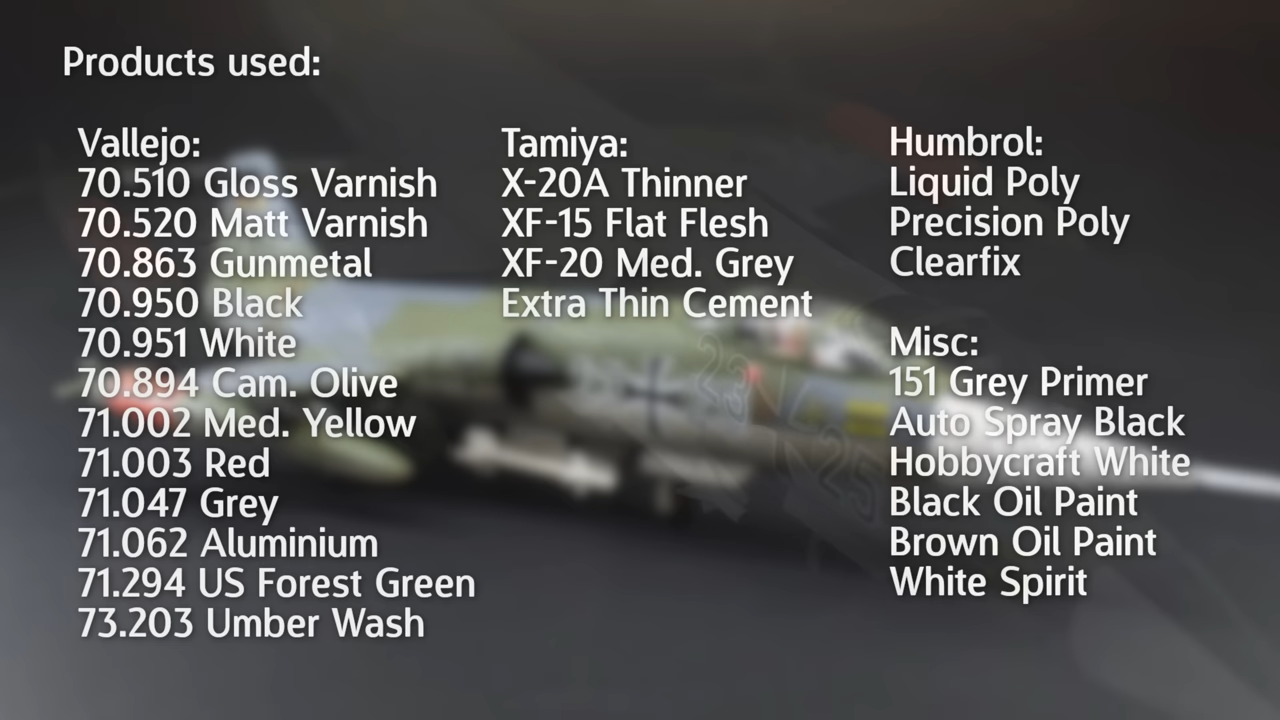 Products used:
Vallejo:
70.510 Gloss Varnish
70.520 Matt Varnish
70.863 Gunmetal
70.950 Black
70.951 White
70.894 Cam. Olive
71.002 Med. Yellow
71.003 Red
71.047 Grey
71.062 Aluminium
71.294 US Forest Green
73.203 Umber Wash
Tamiya:
X-20A Thinner
XF-15 Flat Flesh
XF-20 Med. Grey
Extra Thin Cement
Humbrol:
Liquid Poly
Precision Poly
Clearfix
Misc:
151 Grey Primer
Auto Spray Black
Hobbycraft White
Black Oil Paint
Brown Oil Paint
White Spirit
23
25